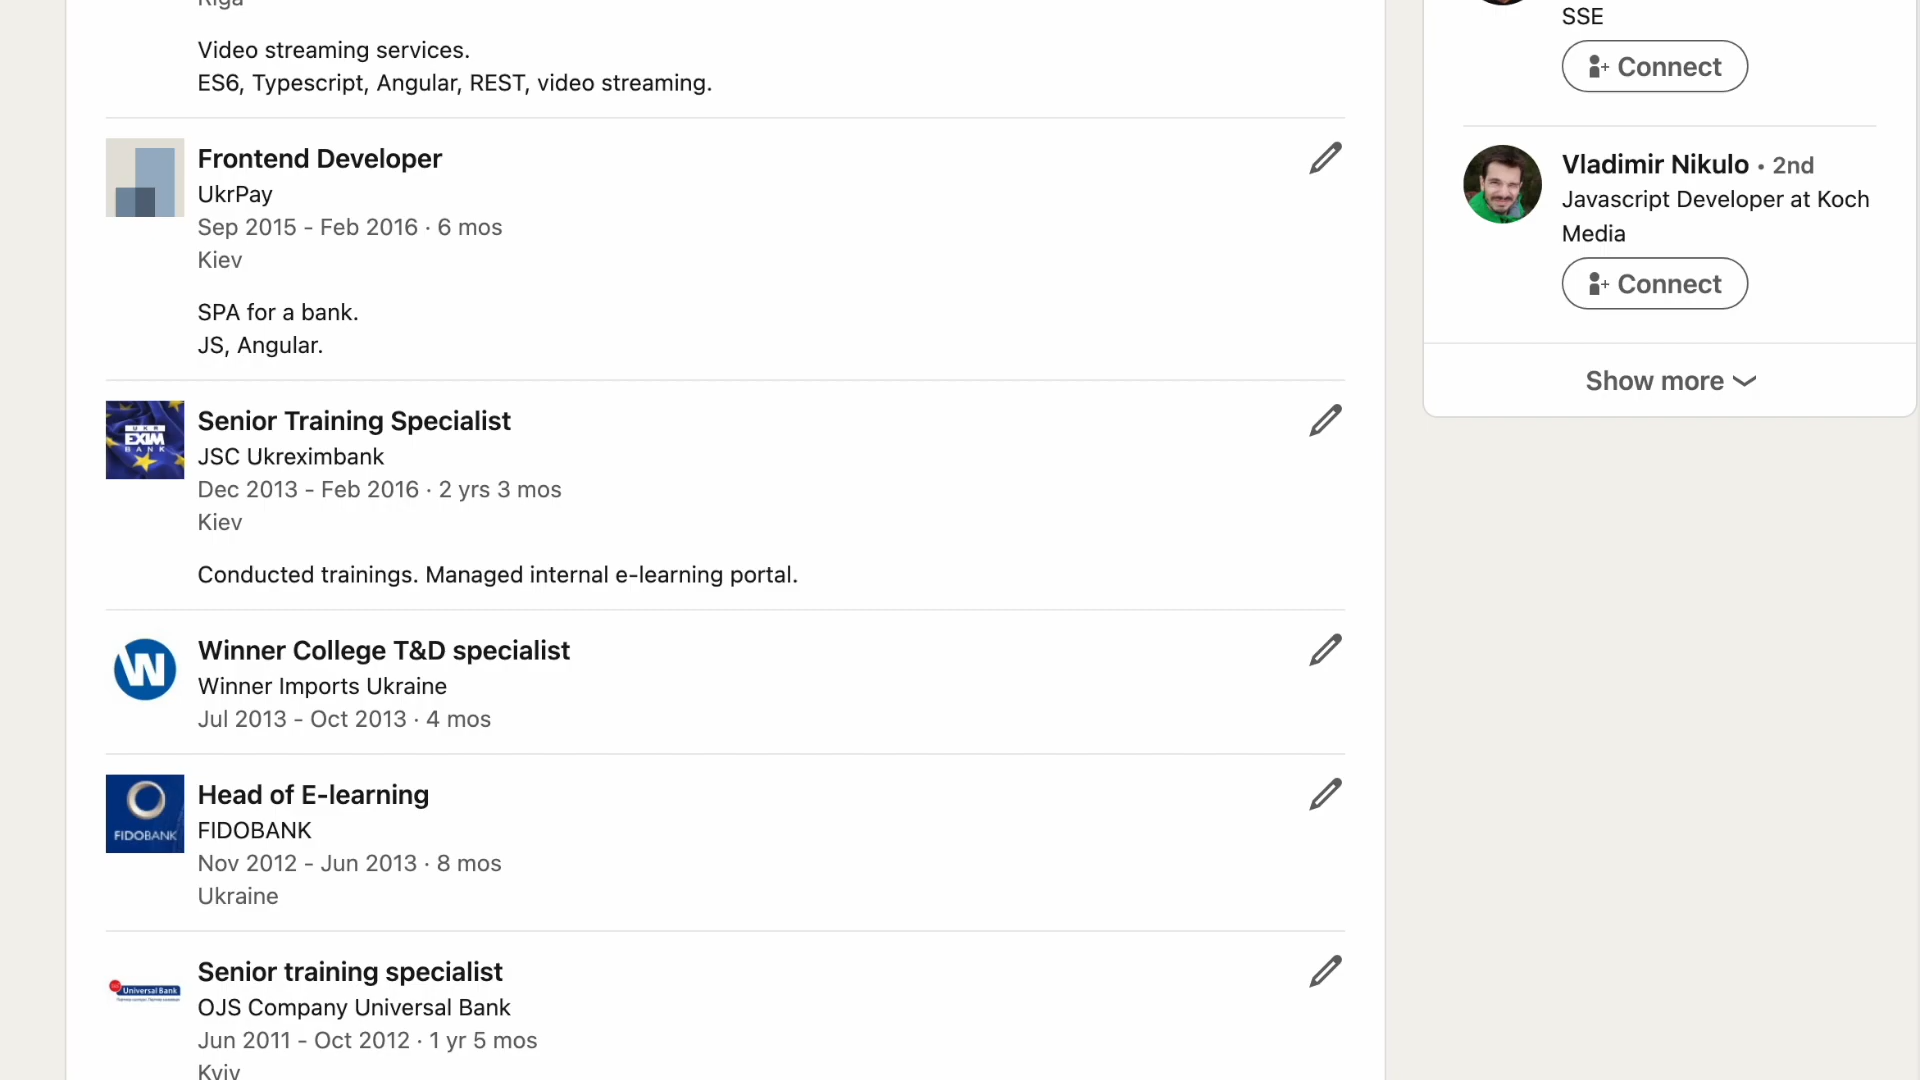 Riga
Video streaming services.
ES6, Typescript, Angular, REST, video streaming.
Frontend Developer
UkrPay
Sep 2015 - Feb 2016 · 6 mos
Kiev
SPA for a bank.
JS, Angular.
UKR
EXIM
BANK
Senior Training Specialist
JSC Ukreximbank
Dec 2013 - Feb 2016 · 2 yrs 3 mos
Kiev
Conducted trainings. Managed internal e-learning portal.
W
Winner College T&D specialist
Winner Imports Ukraine
Jul 2013 - Oct 2013 · 4 mos
FIDOBANK
Head of E-learning
FIDOBANK
Nov 2012 - Jun 2013 · 8 mos
Ukraine
Universal Bank
Senior training specialist
OJS Company Universal Bank
Jun 2011 - Oct 2012 · 1 yr 5 mos
Kyiv
SSE
Connect
Vladimir Nikulo · 2nd
Javascript Developer at Koch
Media
Connect
Show more